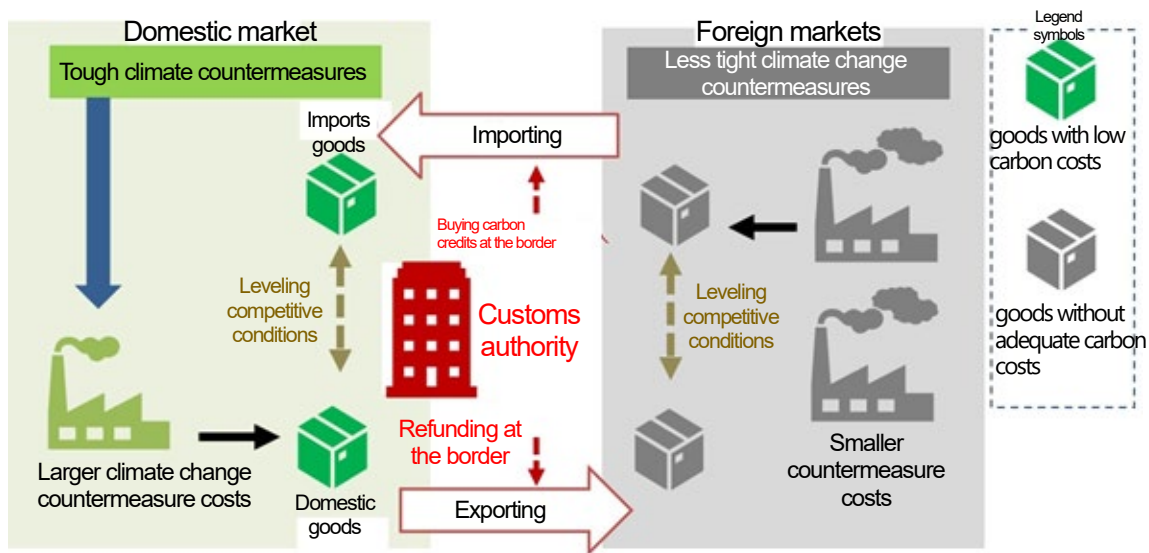 Domestic market
Tough climate countermeasures
Imports
goods
Importing
Buying carbon
credits at the border
Leveling
competitive
conditions
Customs
authority
Refunding at
the border
Larger climate change
countermeasure costs
Domestic
goods
Exporting
Foreign markets
Less tight climate change
countermeasures
Leveling
competitive
conditions
Smaller
countermeasure
costs
Legend
symbols
goods with low
carbon costs
goods without
adequate carbon
costs